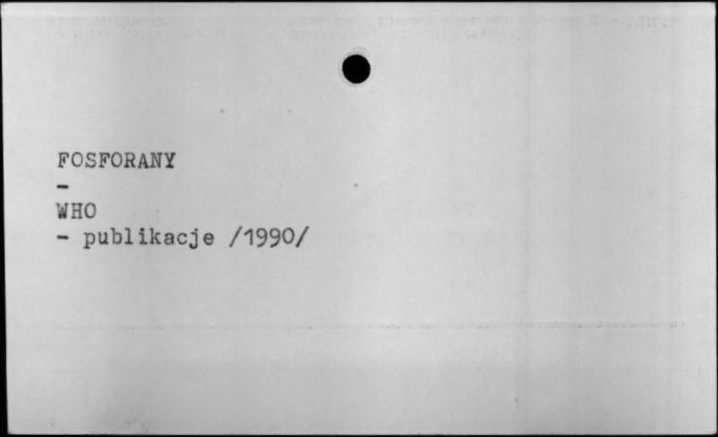 FOSFORANY
-
WHO
- publikacje /1990/